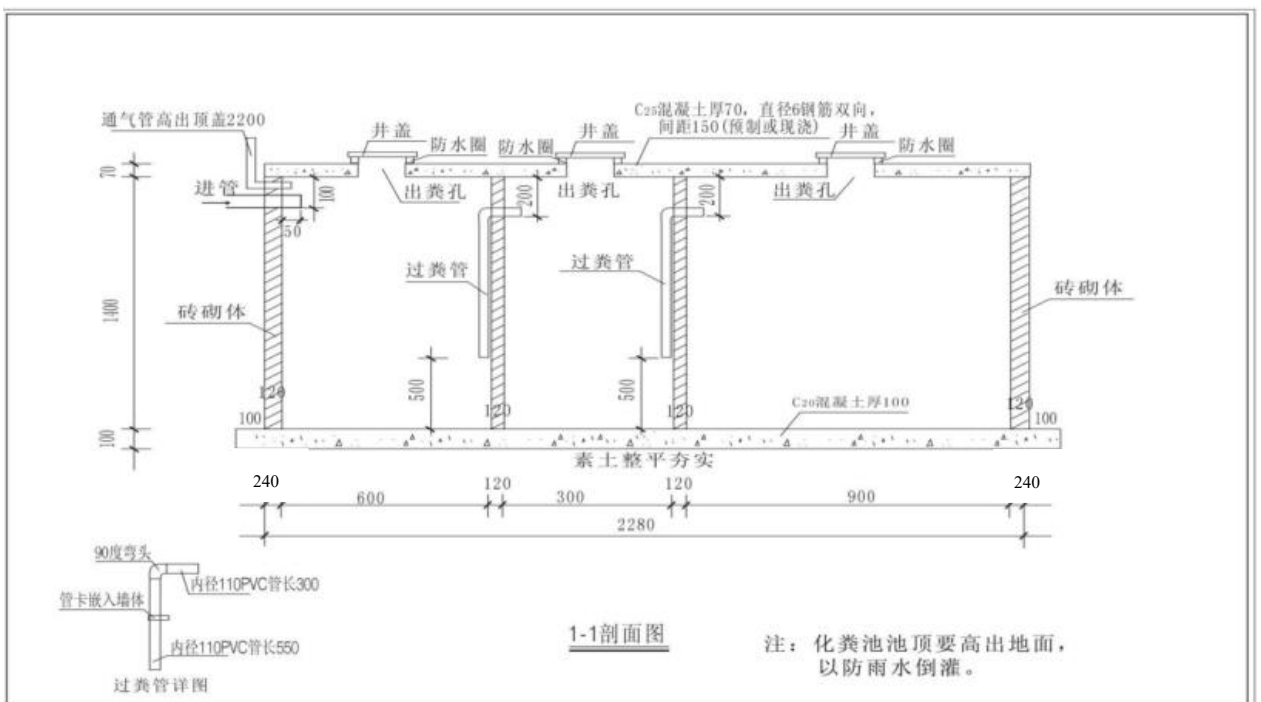 通气管高出顶盖2200
C25混凝土厚70，直径6钢筋双向，
间距150(预制或现浇)
井盖
防水圈
防水圈
井盖
井盖
防水圈
70
进管
100
出粪孔
200
出粪孔
200
出粪孔
50
过粪管
过粪管
砖砌体
1400
砖砌体
500
500
120
120
120
C20混凝土厚100
120
100
100
100
素土整平夯实
240
600
120
300
120
900
240
2280
90度弯头
内径110PVC管长300
管卡嵌入墙体
内径110PVC管长550
过粪管详图
1-1剖面图
注：化粪池池顶要高出地面，
以防雨水倒灌。